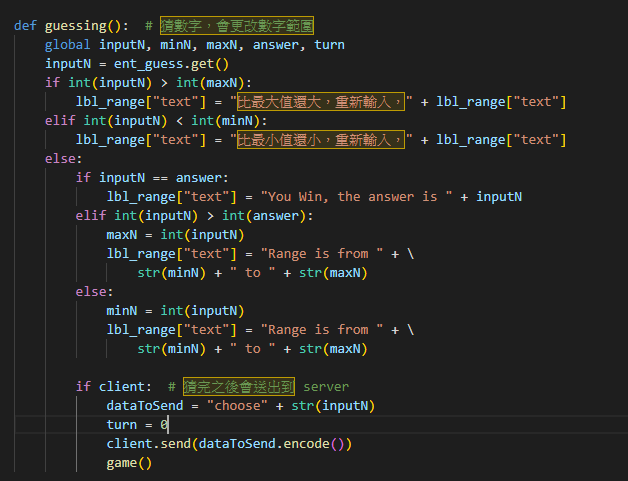 def guessing():  # 猜數字，會更改數字範圍
    global inputN, minN, maxN, answer, turn
    inputN = ent_guess.get()
    if int(inputN) > int(maxN):
        lbl_range["text"] = "比最大值還大，重新輸入，" + lbl_range["text"]
    elif int(inputN) < int(minN):
        lbl_range["text"] = "比最小值還小，重新輸入，" + lbl_range["text"]
    else:
        if inputN == answer:
            lbl_range["text"] = "You Win, the answer is " + inputN
        elif int(inputN) > int(answer):
            maxN = int(inputN)
            lbl_range["text"] = "Range is from " + \
                str(minN) + " to " + str(maxN)
        else:
            minN = int(inputN)
            lbl_range["text"] = "Range is from " + \
                str(minN) + " to " + str(maxN)
        if client:  # 猜完之後會送出到 server
            dataToSend = "choose" + str(inputN)
            turn = 0
            client.send(dataToSend.encode())
            game()